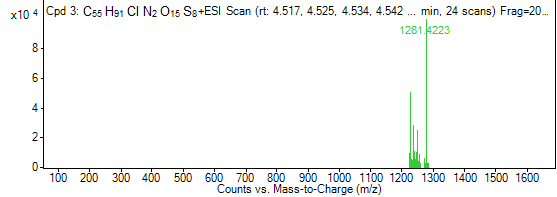 x10 4 Cpd 3: C55 H91 Cl N2 O15 S8+ESI Scan (rt: 4.517, 4.525, 4.534, 4.542 ... min, 24 scans) Frag=20...
1281.4223
8
6
4
2
0
100 200 300 400 500 600 700 800 900 1000 1100 1200 1300 1400 1500 1600
Counts vs. Mass-to-Charge (m/z)